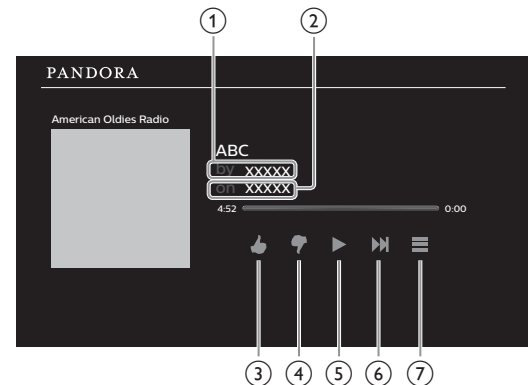 ① ②
PANDORA
American Oldies Radio
ABC
by xxxxx
on xxxxx
4:52 0:00
③ ④ ⑤ ⑥ ⑦